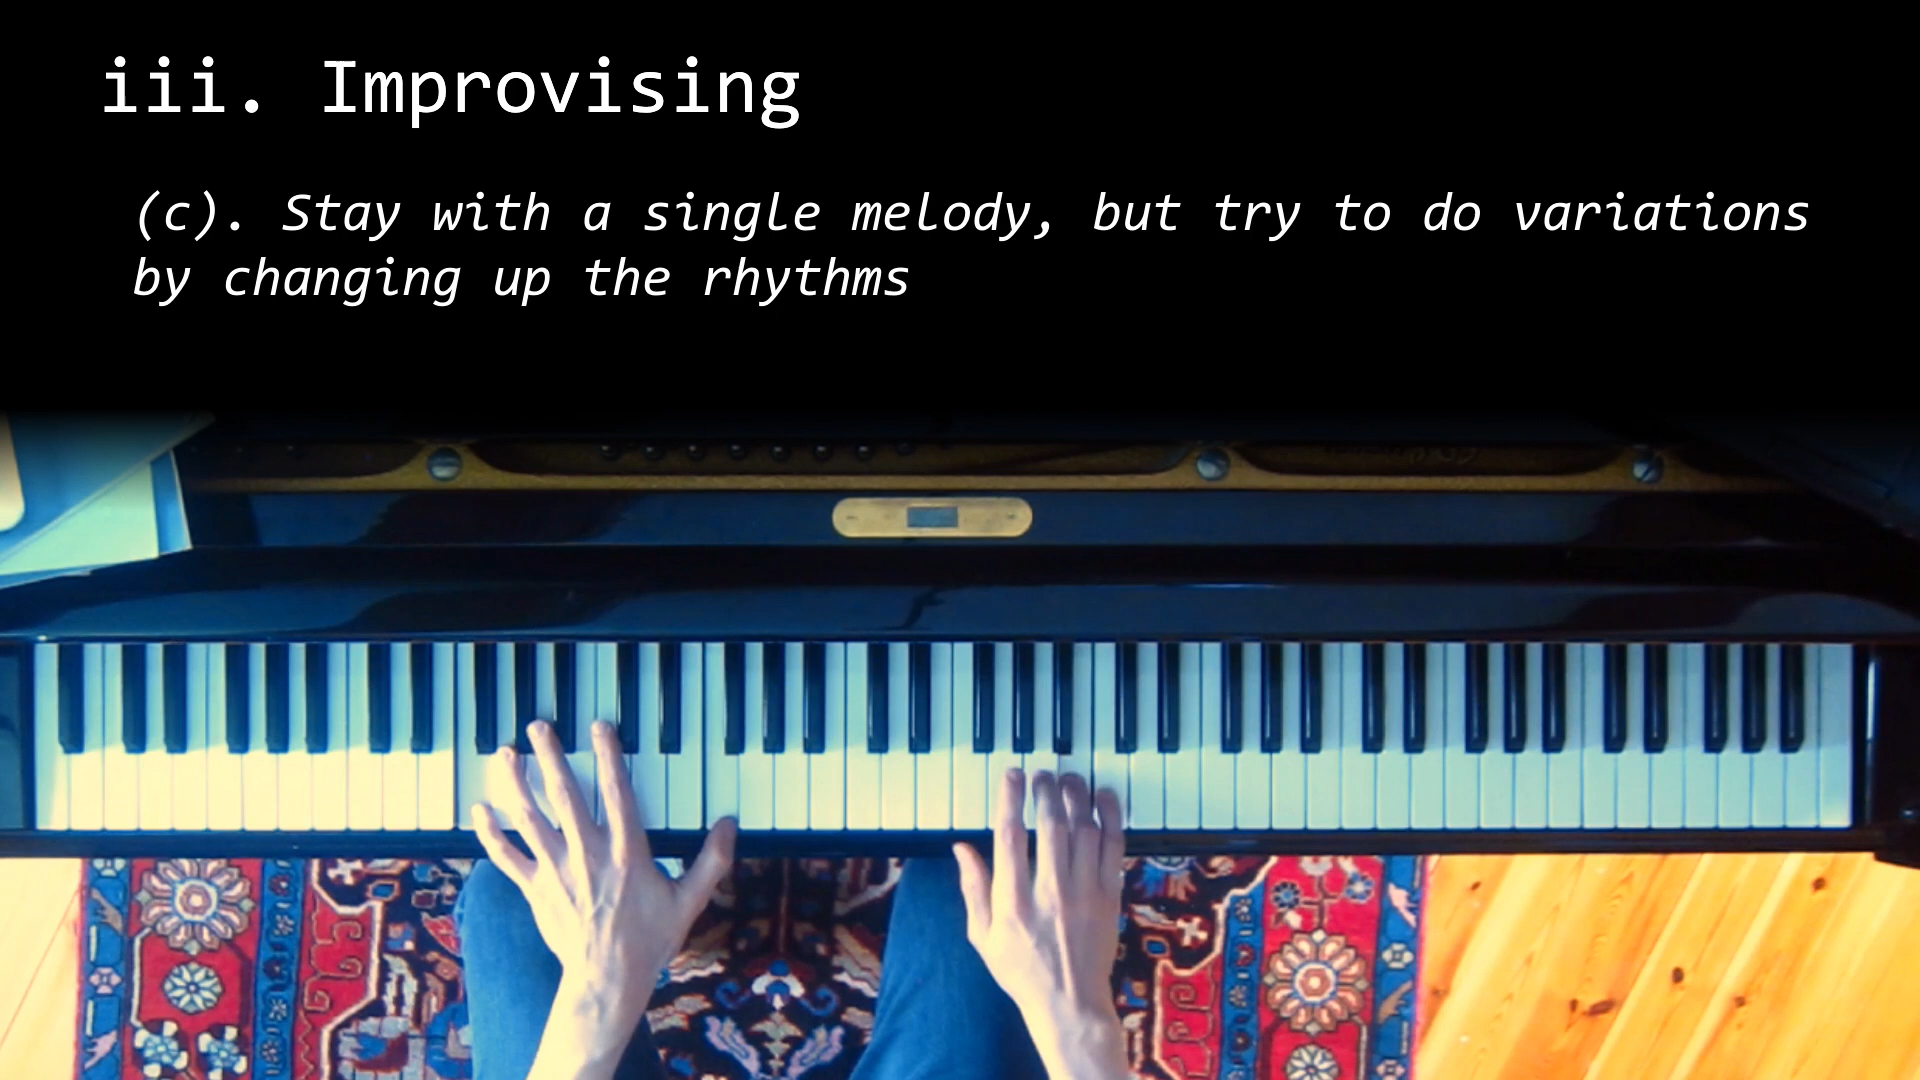 iii. Improvising
(c). Stay with a single melody, but try to do variations
by changing up the rhythms